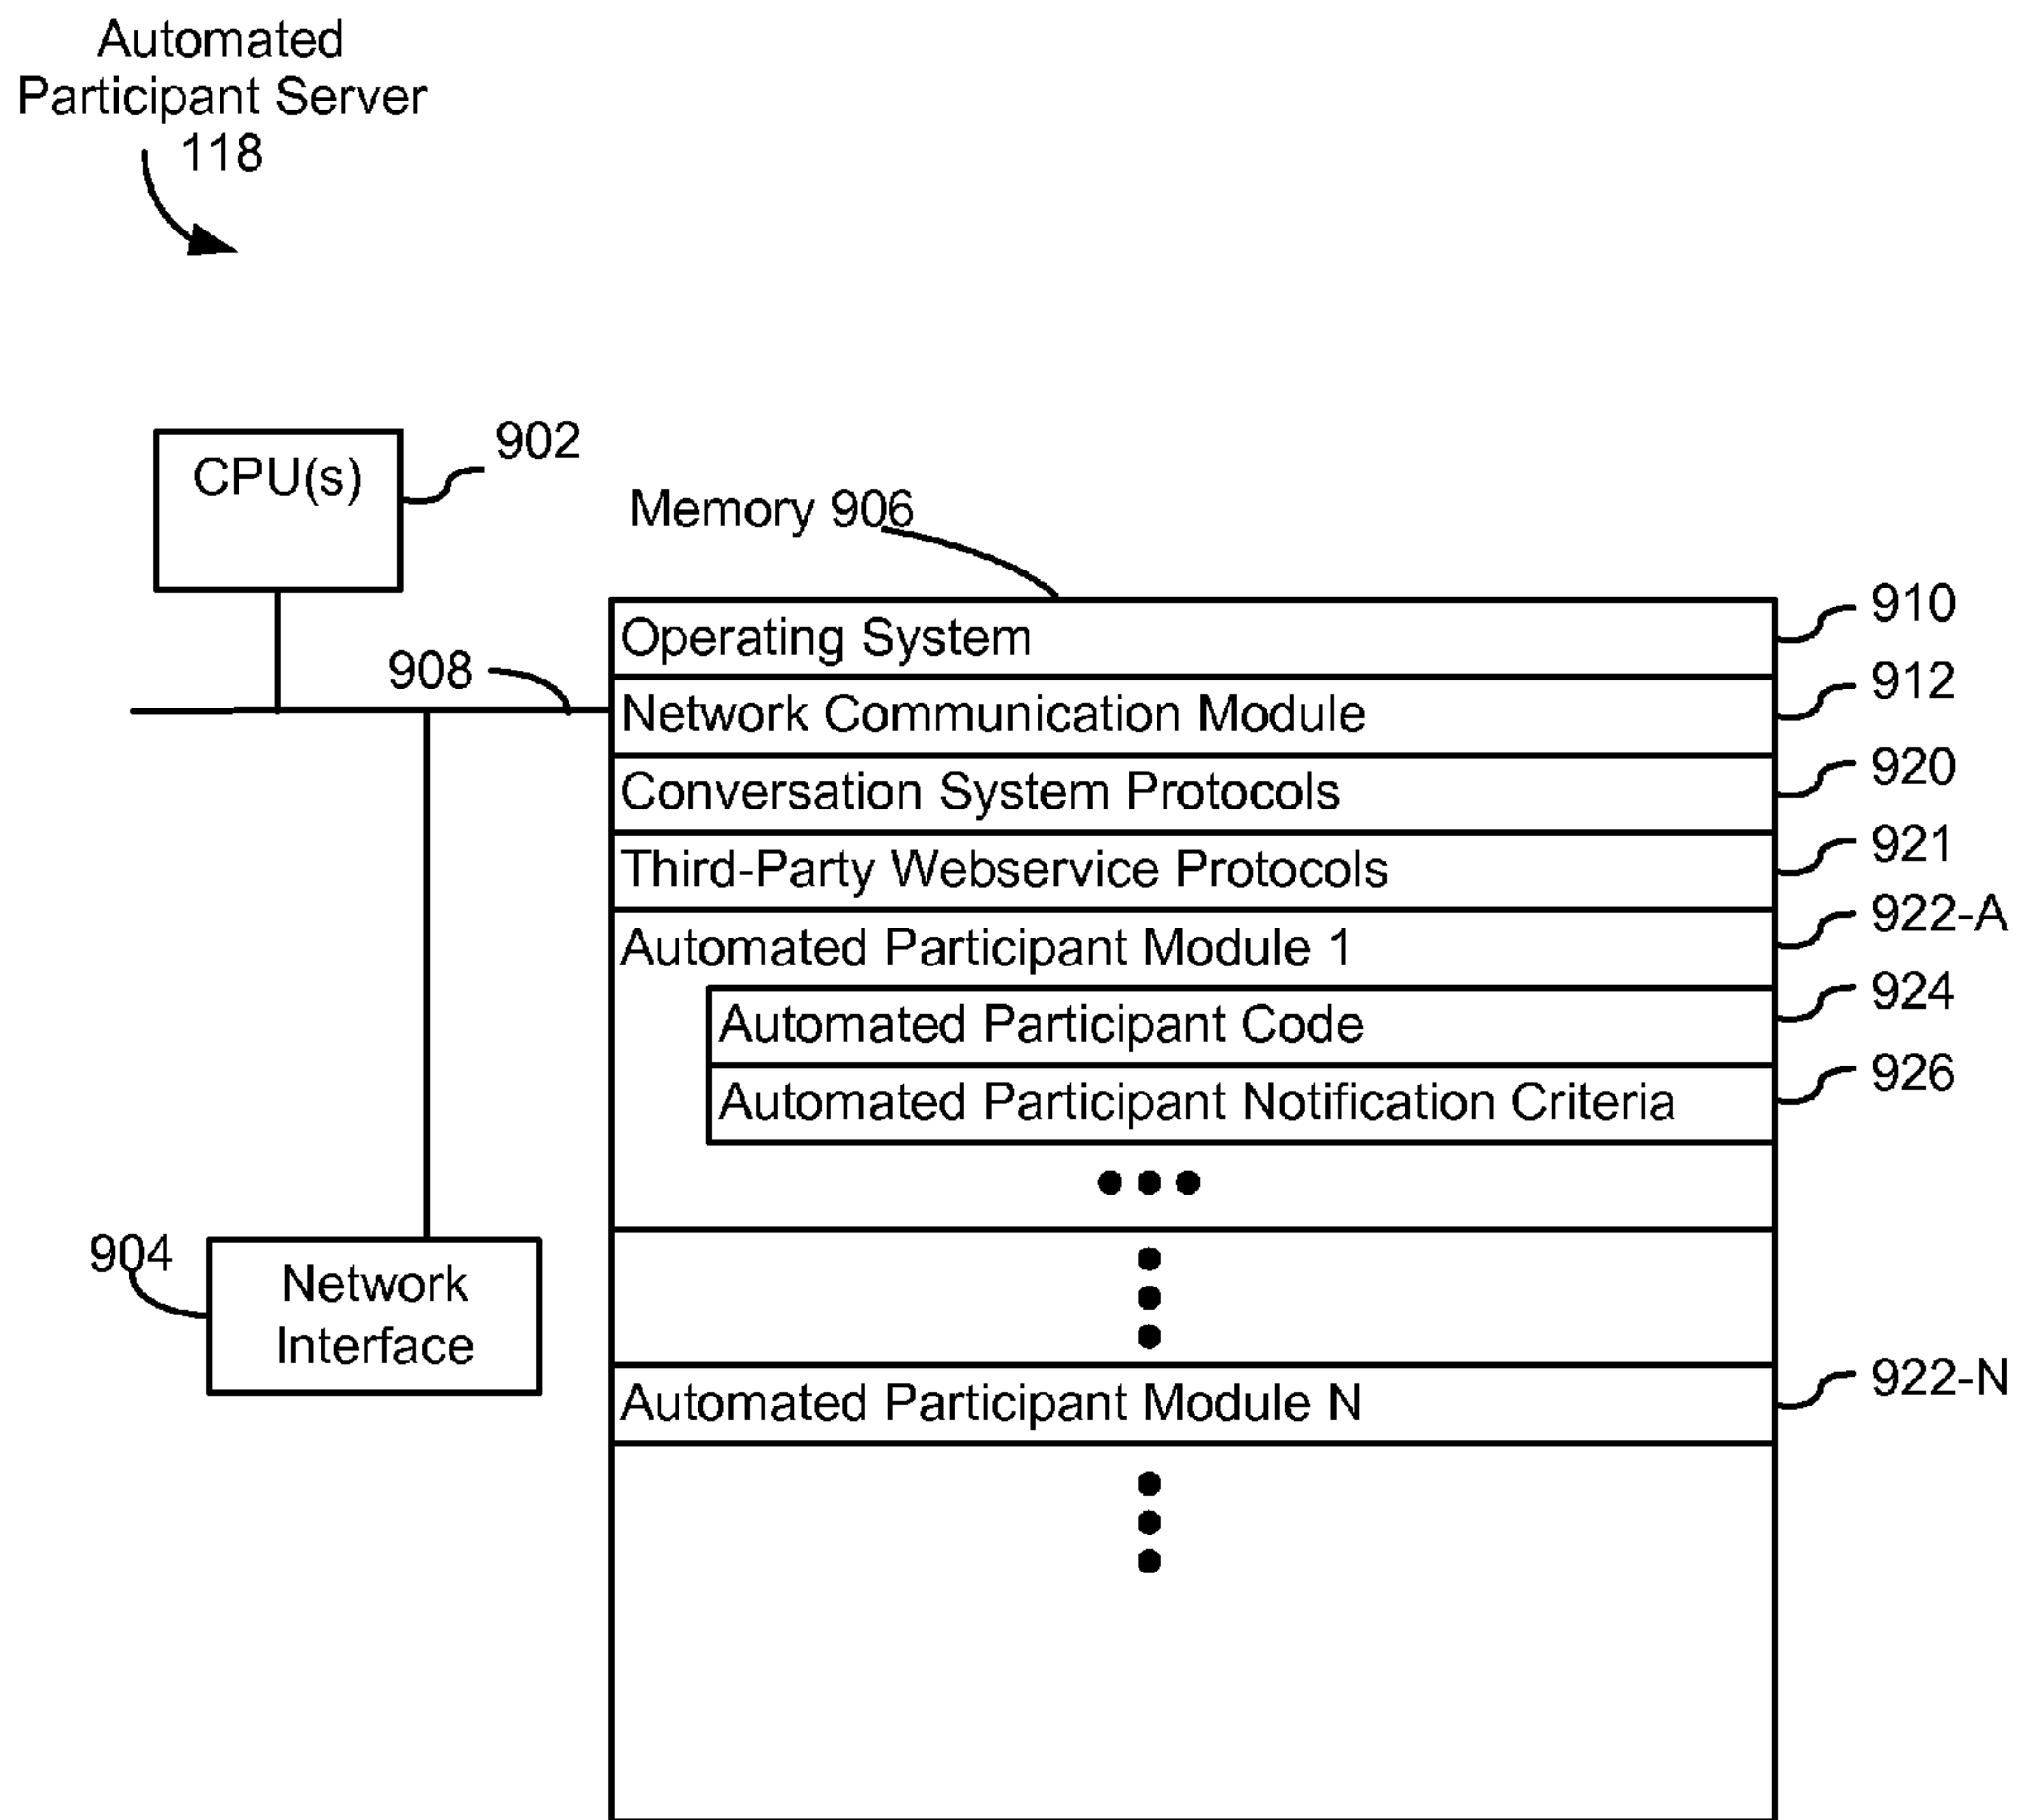 Automated
Participant Server
118
CPU(s)
902
Memory 906
908
Operating System
910
Network Communication Module
912
Conversation System Protocols
920
Third-Party Webservice Protocols
921
Automated Participant Module 1
922-A
Automated Participant Code
924
Automated Participant Notification Criteria
926
904
Network
Interface
Automated Participant Module N
922-N